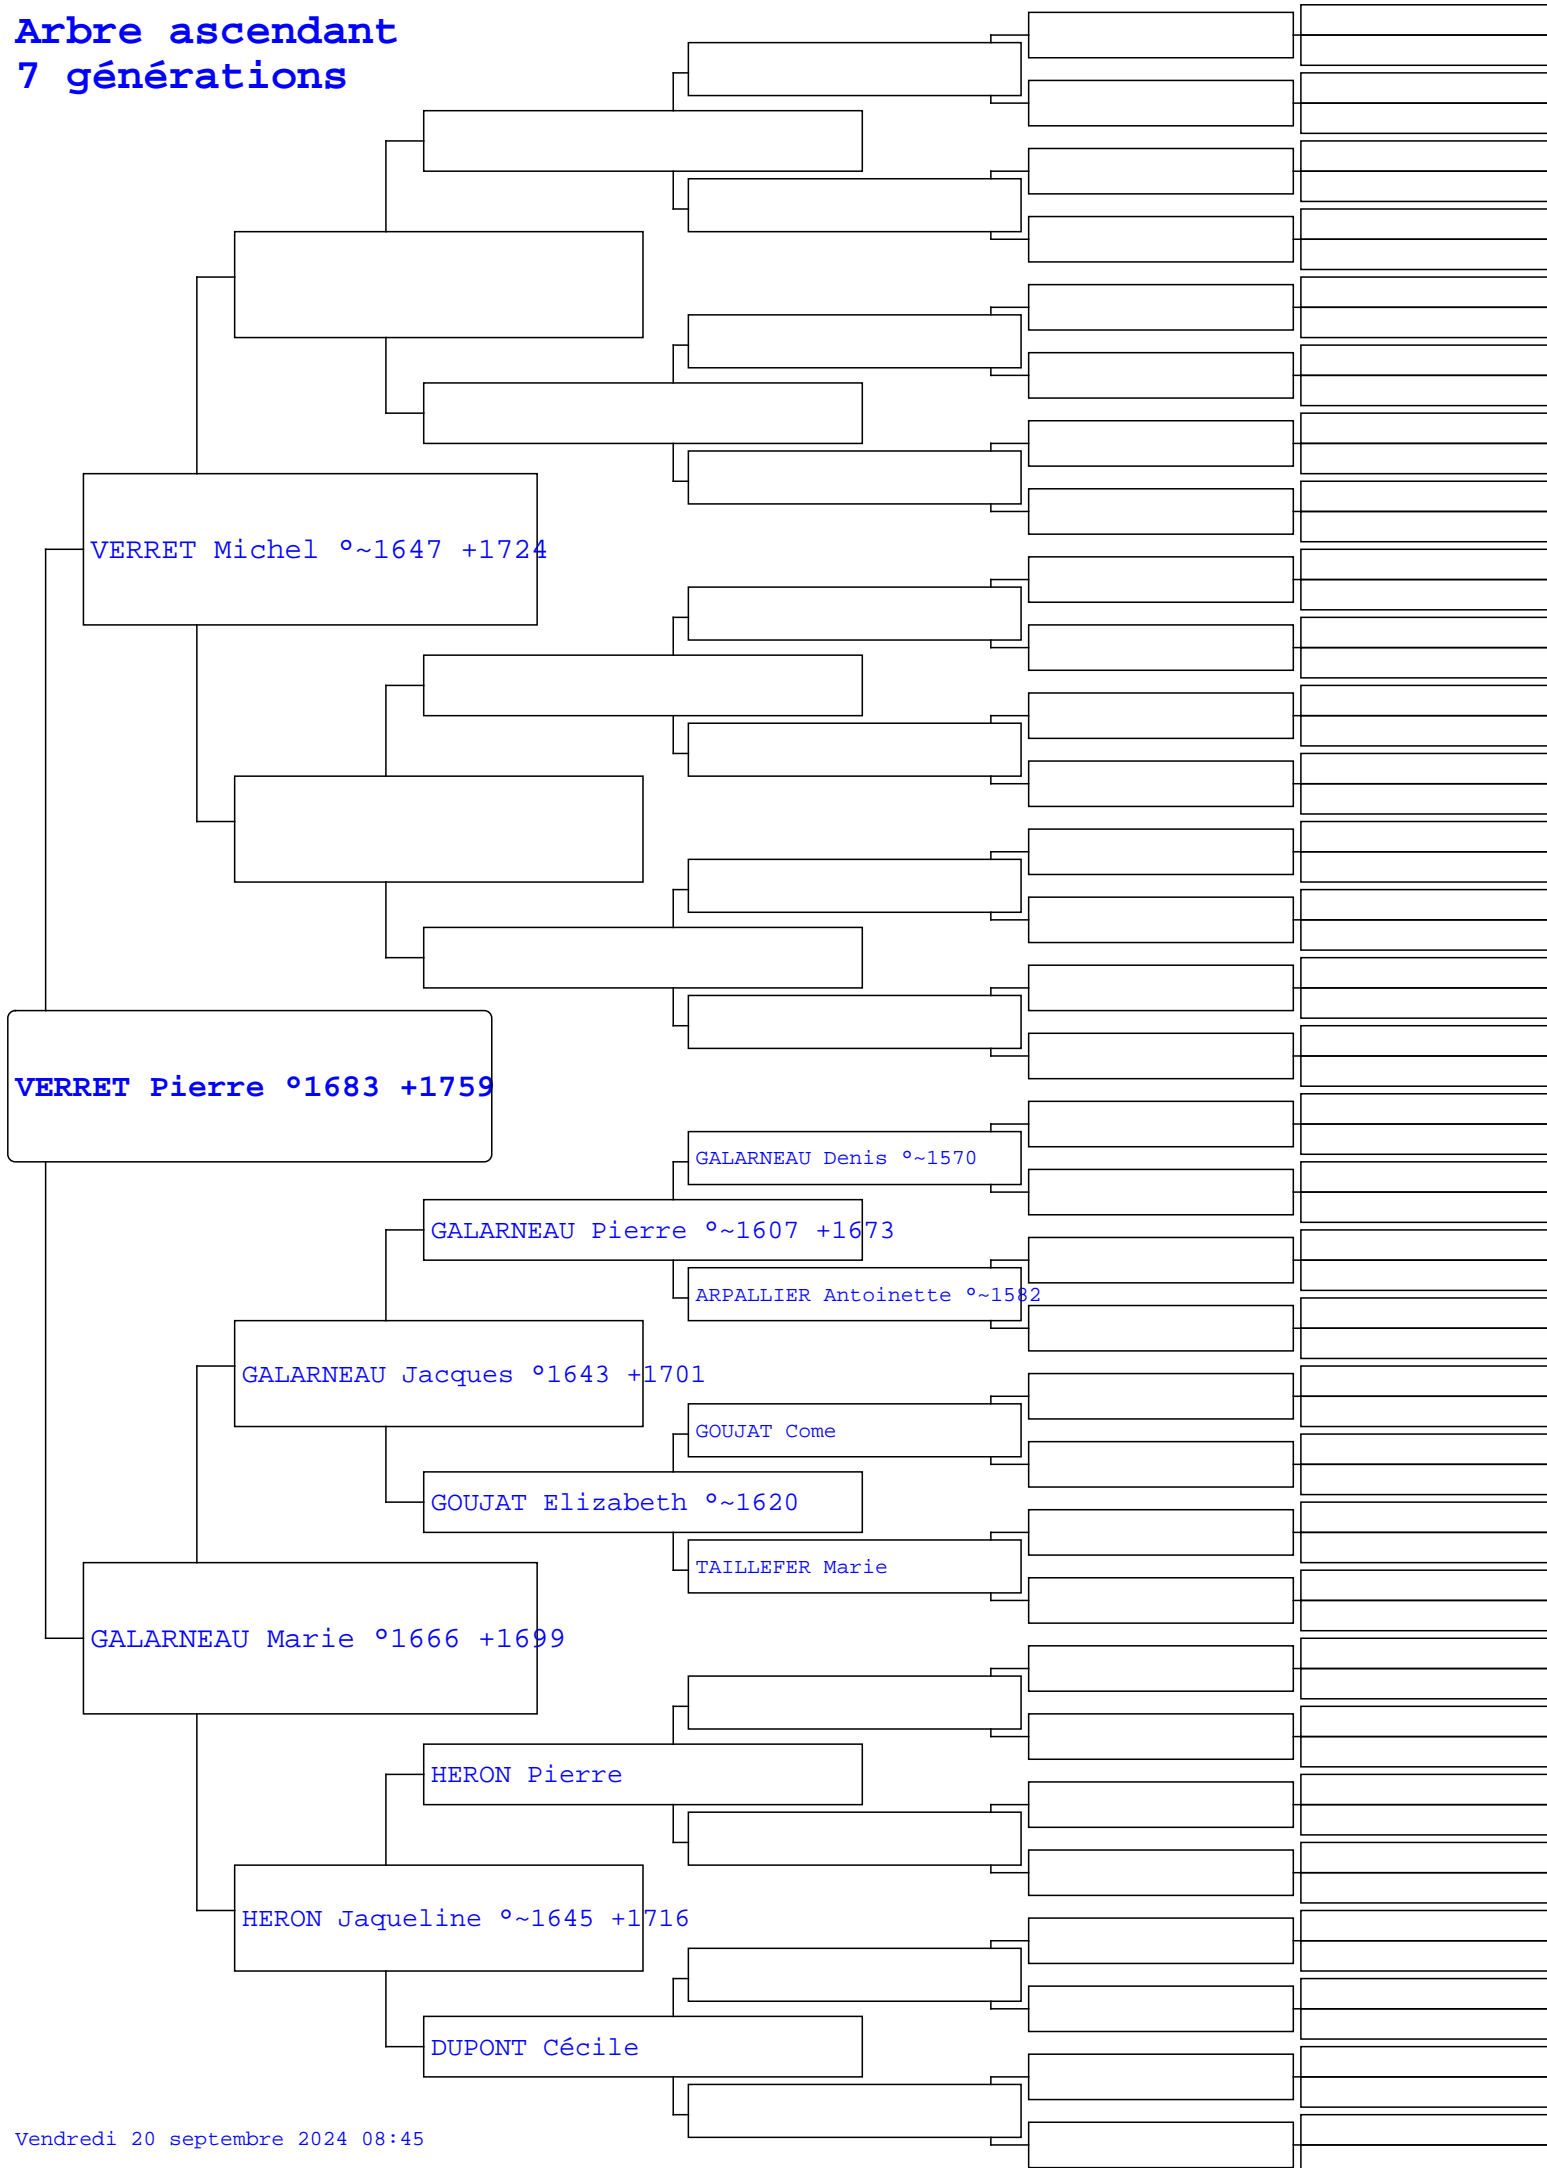 Arbre ascendant
7 générations
VERRET Michel °~1647 +1724
VERRET Pierre °1683 +1759
GALARNEAU Denis °~1570
GALARNEAU Pierre °~1607 +1673
ARPALLIER Antoinette °~1582
GALARNEAU Jacques °1643 +1701
GOUJAT Come
GOUJAT Elizabeth °~1620
TAILLEFER Marie
GALARNEAU Marie °1666 +1699
HERON Pierre
HERON Jaqueline °~1645 +1716
DUPONT Cécile
Vendredi 20 septembre 2024 08:45